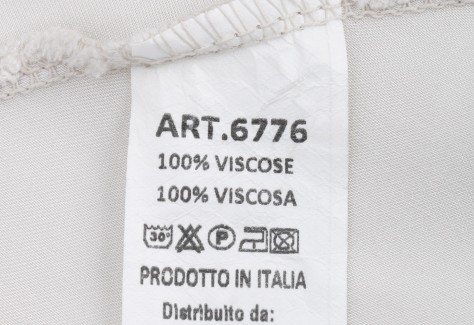 ART.6776
100% VISCOSE
100% VISCOSA
30° P
PRODOTTO IN ITALIA
Distribuito da: